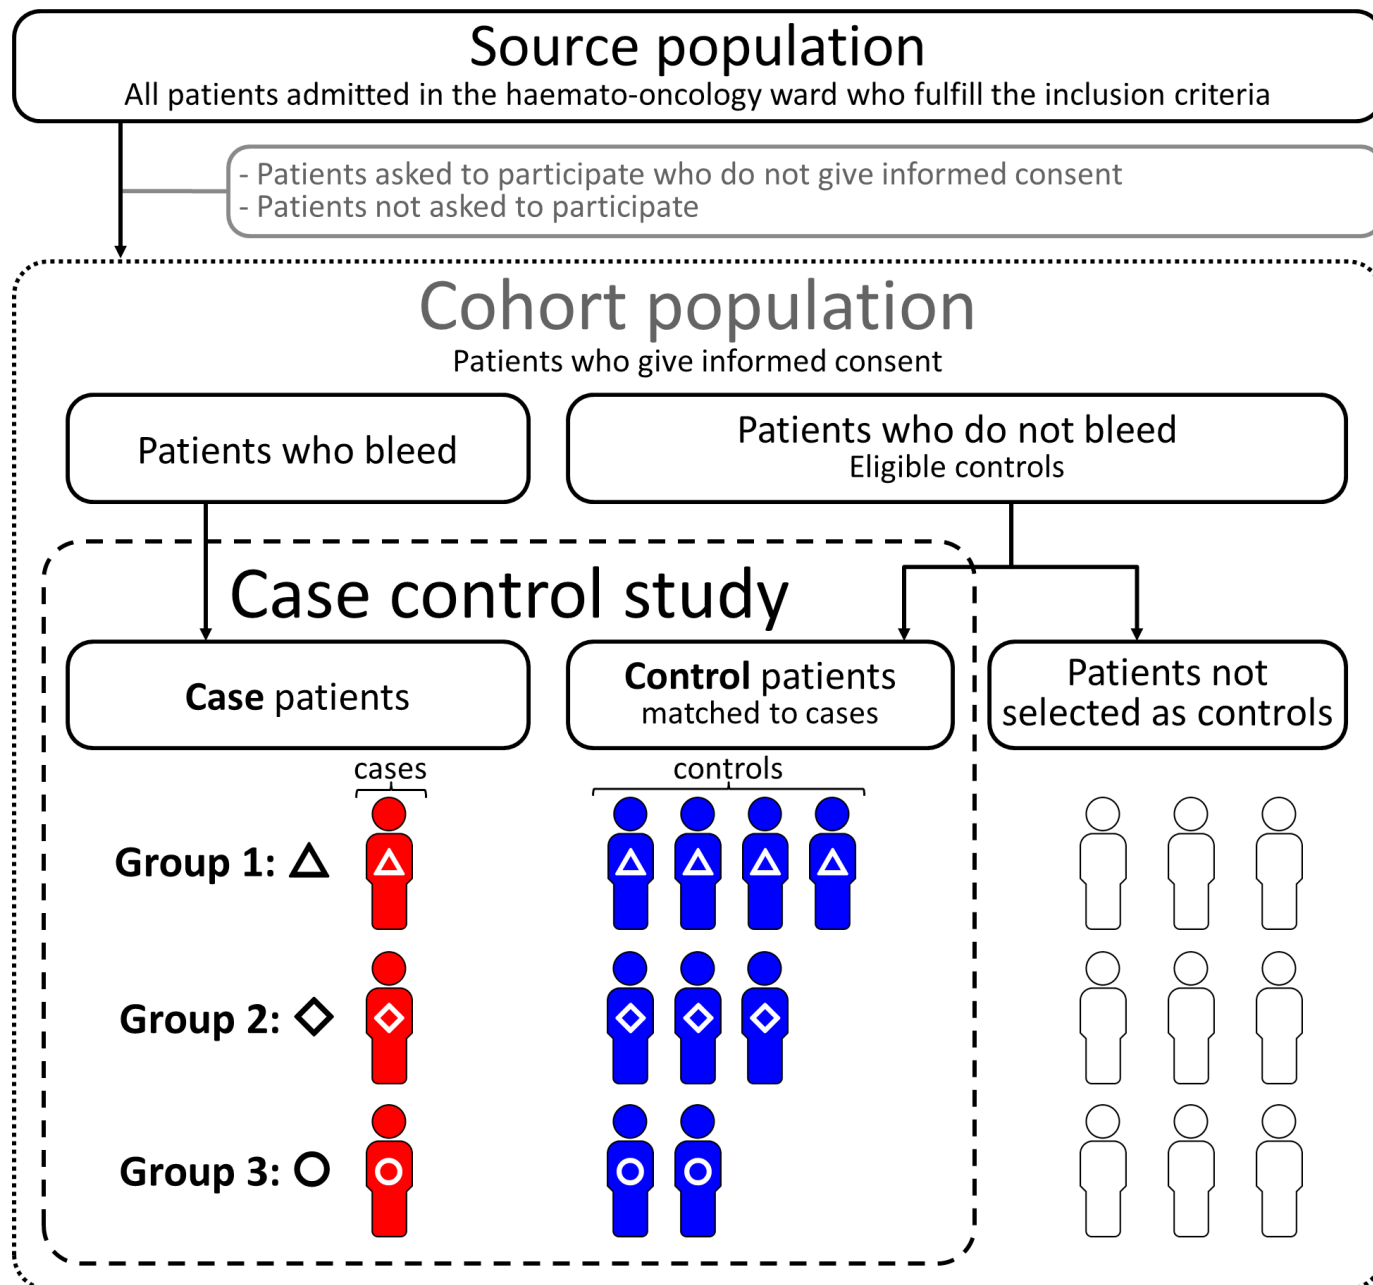 Source population
All patients admitted in the haemato-oncology ward who fulfill the inclusion criteria
- Patients asked to participate who do not give informed consent
- Patients not asked to participate
Cohort population
Patients who give informed consent
Patients who bleed
Patients who do not bleed
Eligible controls
Case control study
Case patients
Control patients
matched to cases
Patients not
selected as controls
cases
controls
Group 1:
Group 2:
Group 3: